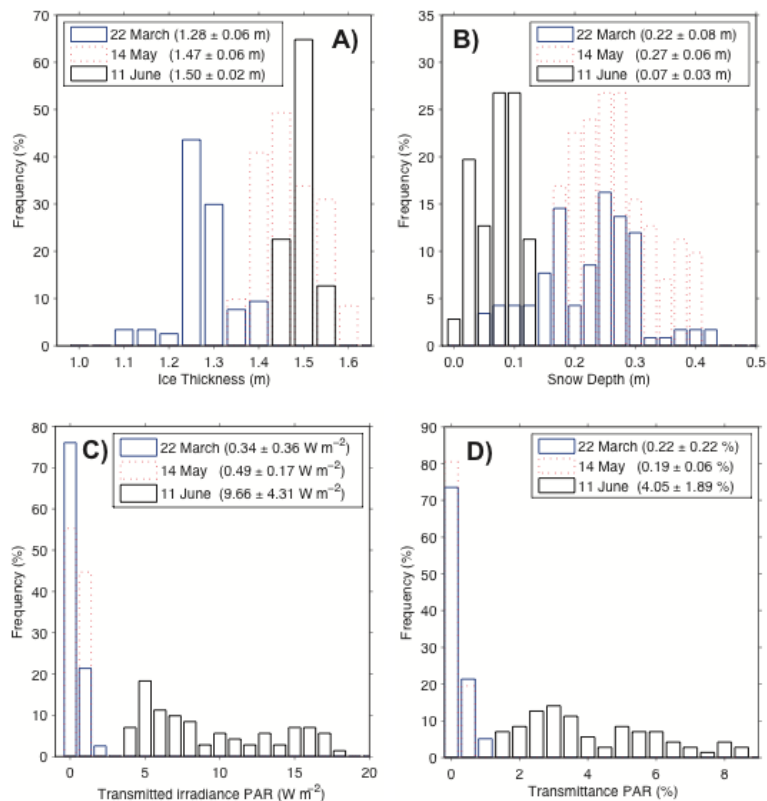 A)
22 March (1.28 ± 0.06 m)
14 May (1.47 ± 0.06 m)
11 June (1.50 ± 0.02 m)
Frequency (%)
70
60
50
40
30
20
10
0
1.0 1.1 1.2 1.3 1.4 1.5 1.6
Ice Thickness (m)
B)
22 March (0.22 ± 0.08 m)
14 May (0.27 ± 0.06 m)
11 June (0.07 ± 0.03 m)
Frequency (%)
35
30
25
20
15
10
5
0
0.0 0.1 0.2 0.3 0.4 0.5
Snow Depth (m)
C)
22 March (0.34 ± 0.36 W m⁻²)
14 May (0.49 ± 0.17 W m⁻²)
11 June (9.66 ± 4.31 W m⁻²)
Frequency (%)
80
70
60
50
40
30
20
10
0
0 5 10 15 20
Transmitted irradiance PAR (W m⁻²)
D)
22 March (0.22 ± 0.22 %)
14 May (0.19 ± 0.06 %)
11 June (4.05 ± 1.89 %)
Frequency (%)
90
80
70
60
50
40
30
20
10
0
0 2 4 6 8
Transmittance PAR (%)